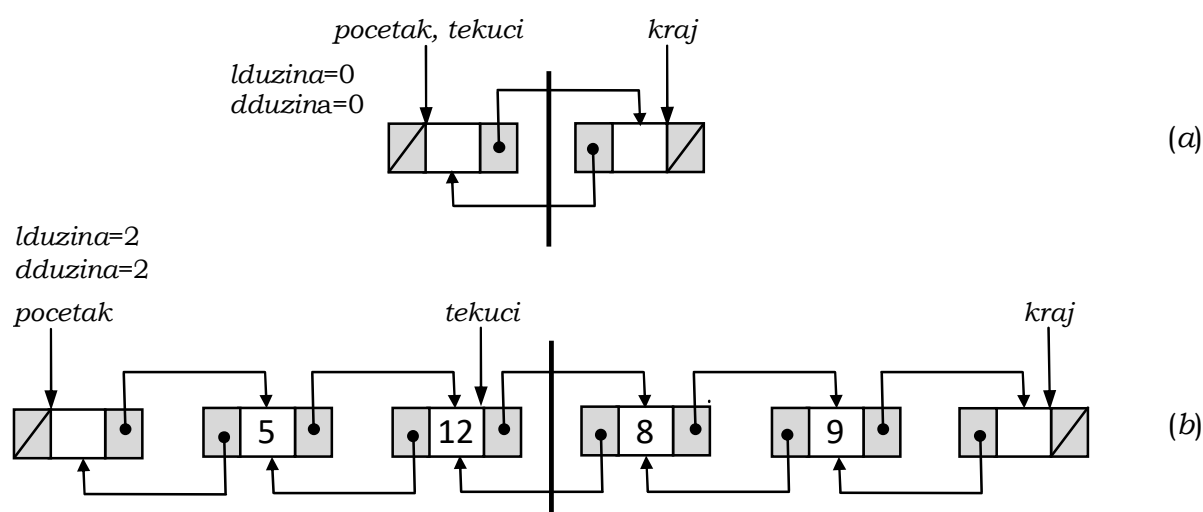 pocetak, tekuci kraj
lduzina=0
dduzina=0
(a)
lduzina=2
dduzina=2
pocetak tekuci kraj
5 12 8 9
(b)